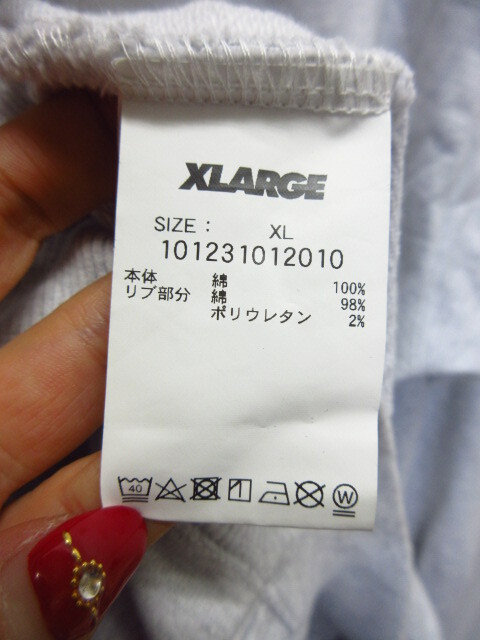 XLARGE
SIZE： XL
101231012010
本体 綿 100%
リブ部分 綿 98%
ポリウレタン 2%
40 W